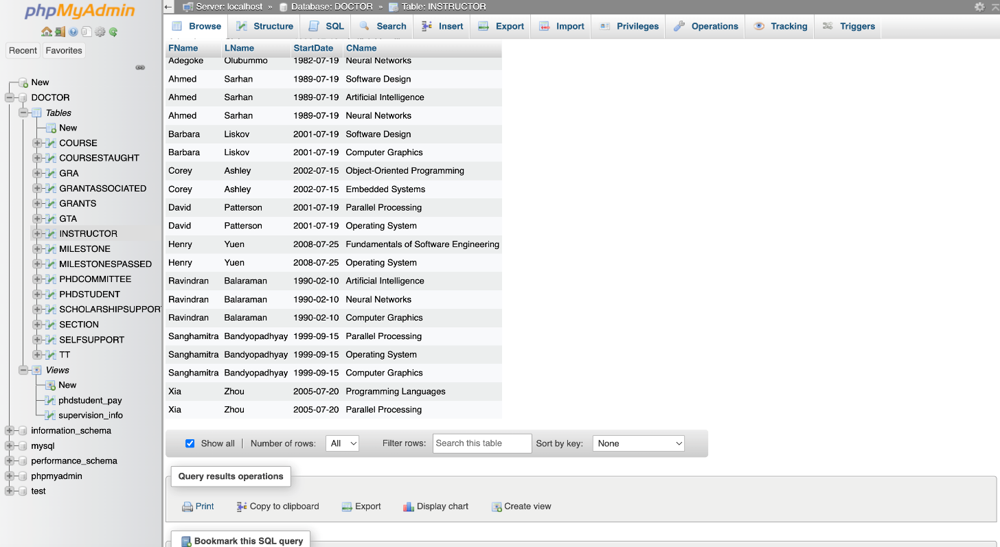 phpMyAdmin
Recent Favorites
New
DOCTOR
Tables
New
COURSE
COURSESTAUGHT
GRA
GRANTASSOCIATED
GRANTS
GTA
INSTRUCTOR
MILESTONE
MILESTONESPASSED
PHDCOMMITTEE
PHDSTUDENT
SCHOLARSHIPSUPPOR
SECTION
SELFSUPPORT
TT
Views
New
phdstudent_pay
supervision_info
information_schema
mysql
performance_schema
phpmyadmin
test
Server: localhost » Database: DOCTOR » Table: INSTRUCTOR
Browse Structure SQL Search Insert Export Import Privileges Operations Tracking Triggers
FName LName StartDate CName
Adegoke Olubummo 1982-07-19 Neural Networks
Ahmed Sarhan 1989-07-19 Software Design
Ahmed Sarhan 1989-07-19 Artificial Intelligence
Ahmed Sarhan 1989-07-19 Neural Networks
Barbara Liskov 2001-07-19 Software Design
Barbara Liskov 2001-07-19 Computer Graphics
Corey Ashley 2002-07-15 Object-Oriented Programming
Corey Ashley 2002-07-15 Embedded Systems
David Patterson 2001-07-19 Parallel Processing
David Patterson 2001-07-19 Operating System
Henry Yuen 2008-07-25 Fundamentals of Software Engineering
Henry Yuen 2008-07-25 Operating System
Ravindran Balaraman 1990-02-10 Artificial Intelligence
Ravindran Balaraman 1990-02-10 Neural Networks
Ravindran Balaraman 1990-02-10 Computer Graphics
Sanghamitra Bandyopadhyay 1999-09-15 Parallel Processing
Sanghamitra Bandyopadhyay 1999-09-15 Operating System
Sanghamitra Bandyopadhyay 1999-09-15 Computer Graphics
Xia Zhou 2005-07-20 Programming Languages
Xia Zhou 2005-07-20 Parallel Processing
Show all | Number of rows: All Filter rows: Search this table Sort by key: None
Query results operations
Print Copy to clipboard Export Display chart Create view
Bookmark this SQL query